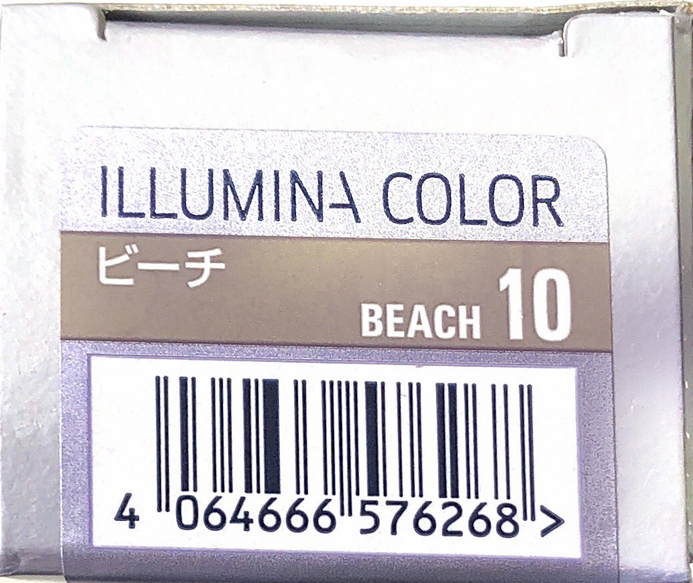 ILLUMINA COLOR
ビーチ
BEACH 10
4 064666 576268 >